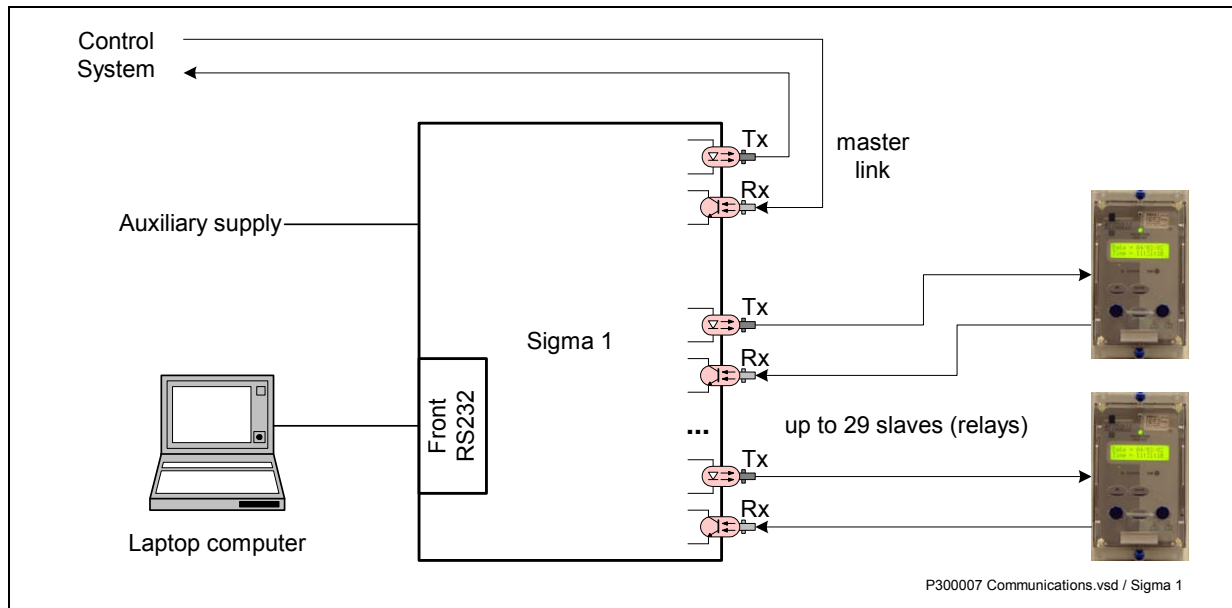 Control
System
Tx
master
link
Rx
Auxiliary supply
Tx
Sigma 1
Rx
Front
RS232
...
up to 29 slaves (relays)
Tx
Rx
Laptop computer
P300007 Communications.vsd / Sigma 1